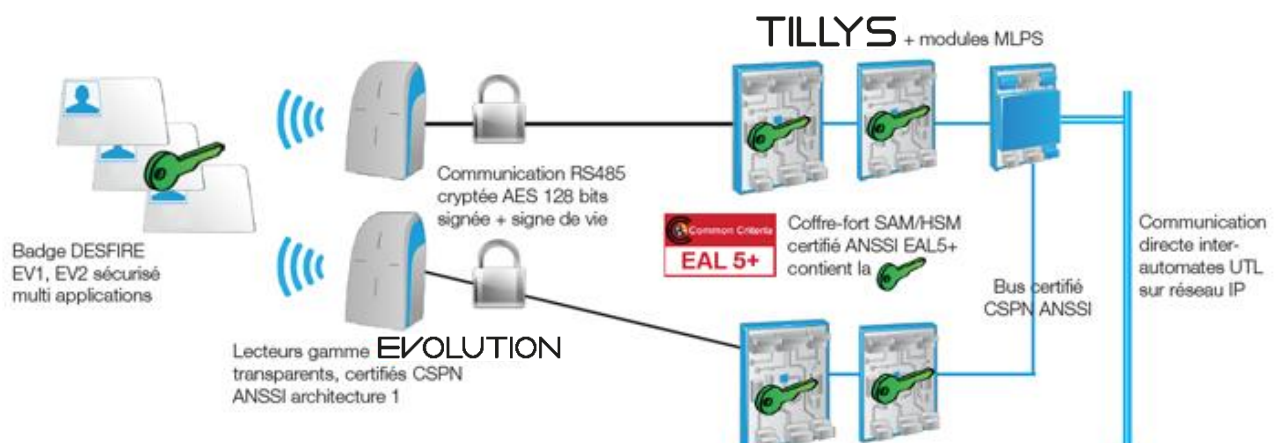 TILLYS + modules MLPS
Communication RS485
cryptée AES 128 bits
signée + signe de vie
Badge DESFIRE
EV1, EV2 sécurisé
multi applications
Common Criteria
EAL 5+
Coffre-fort SAM/HSM
certifié ANSSI EAL5+
contient la
Communication
directe inter-
automates UTL
sur réseau IP
Bus certifié
CSPN ANSSI
Lecteurs gamme EVOLUTION
transparents, certifiés CSPN
ANSSI architecture 1